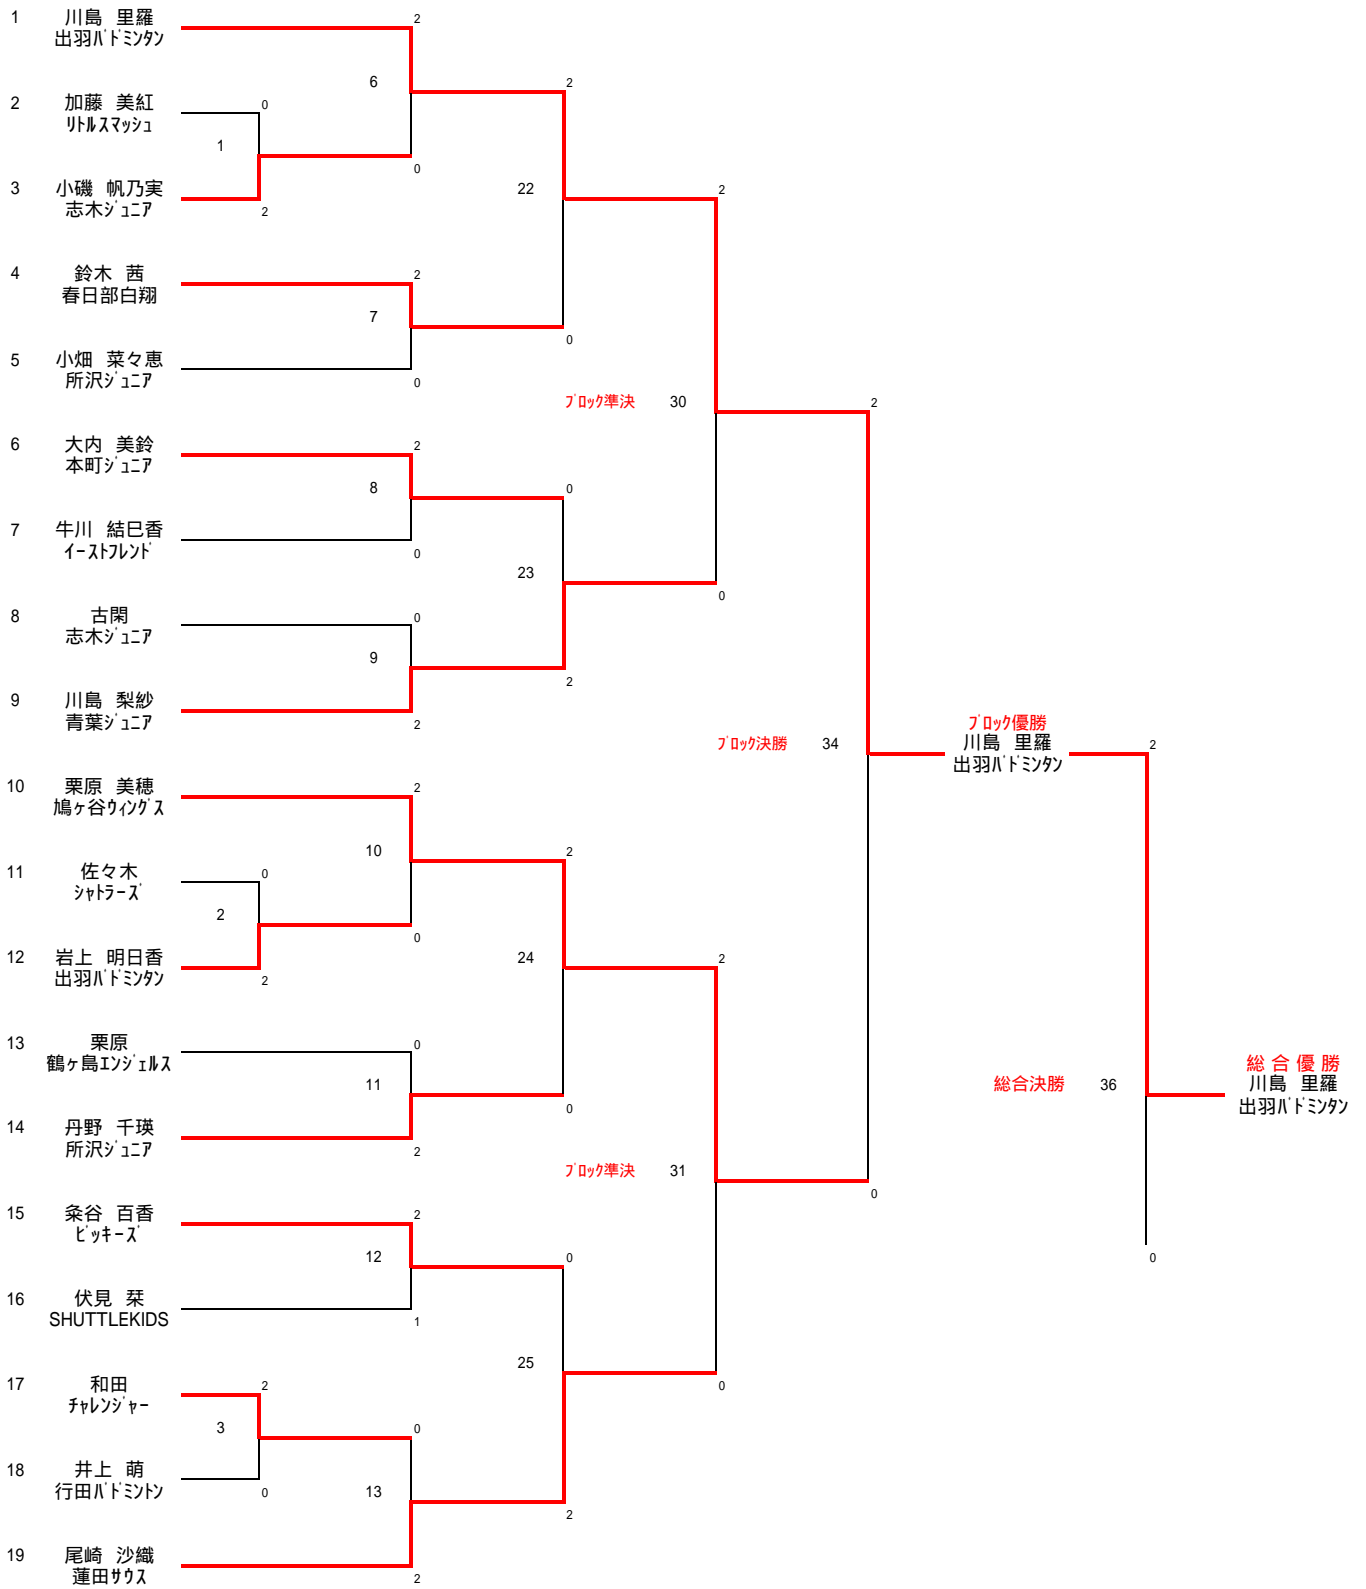 1 川島 里羅
出羽ﾊﾞﾄﾞﾐﾝﾀﾝ
2
6
2
2 加藤 美紅
ﾘﾄﾙｽﾏｯｼｭ
0
1
0
3 小磯 帆乃実
志木ｼﾞｭﾆｱ
2
22
2
4 鈴木 茜
春日部白翔
2
7
0
5 小畑 菜々恵
所沢ｼﾞｭﾆｱ
0
ﾌﾞﾛｯｸ準決 30
2
6 大内 美鈴
本町ｼﾞｭﾆｱ
2
8
0
7 牛川 結巳香
ｲｰｽﾄﾌﾚﾝﾄﾞ
0
23
0
8 古閑
志木ｼﾞｭﾆｱ
0
9
2
9 川島 梨紗
青葉ｼﾞｭﾆｱ
2
ﾌﾞﾛｯｸ決勝 34
ﾌﾞﾛｯｸ優勝
川島 里羅
出羽ﾊﾞﾄﾞﾐﾝﾀﾝ
2
10 栗原 美穂
鳩ヶ谷ｳｨﾝｸﾞｽ
2
10
2
11 佐々木
ｼｬﾄﾗｰｽﾞ
0
2
0
12 岩上 明日香
出羽ﾊﾞﾄﾞﾐﾝﾀﾝ
2
24
2
13 栗原
鶴ヶ島ｴﾝｼﾞｪﾙｽ
0
11
0
14 丹野 千瑛
所沢ｼﾞｭﾆｱ
2
ﾌﾞﾛｯｸ準決 31
0
総合決勝 36
総 合 優 勝
川島 里羅
出羽ﾊﾞﾄﾞﾐﾝﾀﾝ
15 粂谷 百香
ﾋﾞｯｷｰｽﾞ
2
12
0
0
16 伏見 栞
SHUTTLEKIDS
1
25
0
17 和田
ﾁｬﾚﾝｼﾞｬｰ
2
3
0
18 井上 萌
行田ﾊﾞﾄﾞﾐﾝﾄﾝ
0
13
2
19 尾崎 沙織
蓮田ｻｳｽ
2